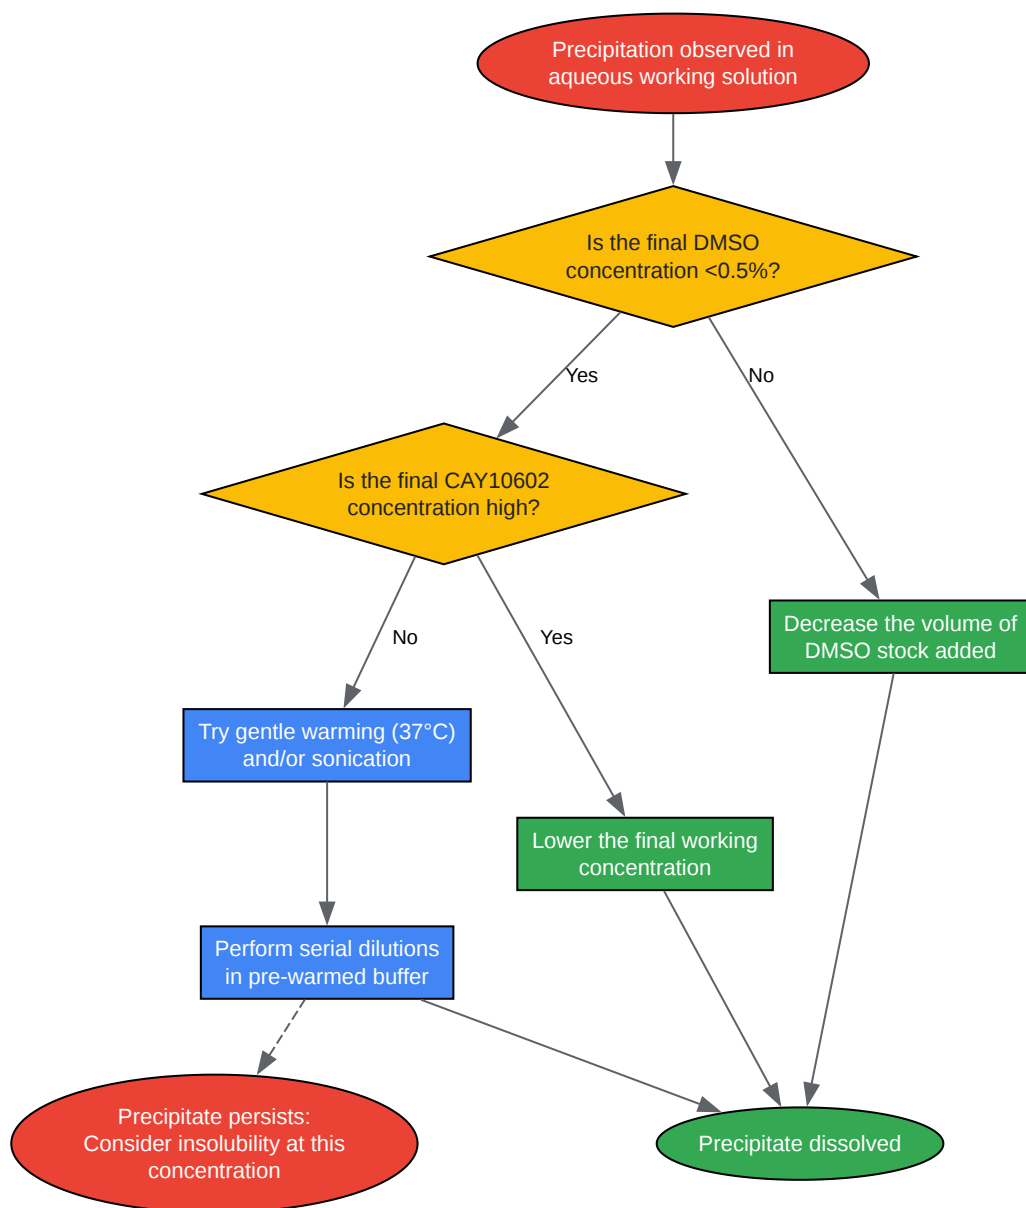 Precipitation observed in
aqueous working solution
Is the final DMSO
concentration <0.5%?
Yes
No
Is the final CAY10602
concentration high?
No
Yes
Decrease the volume of
DMSO stock added
Try gentle warming (37°C)
and/or sonication
Lower the final working
concentration
Perform serial dilutions
in pre-warmed buffer
Precipitate persists:
Consider insolubility at this
concentration
Precipitate dissolved